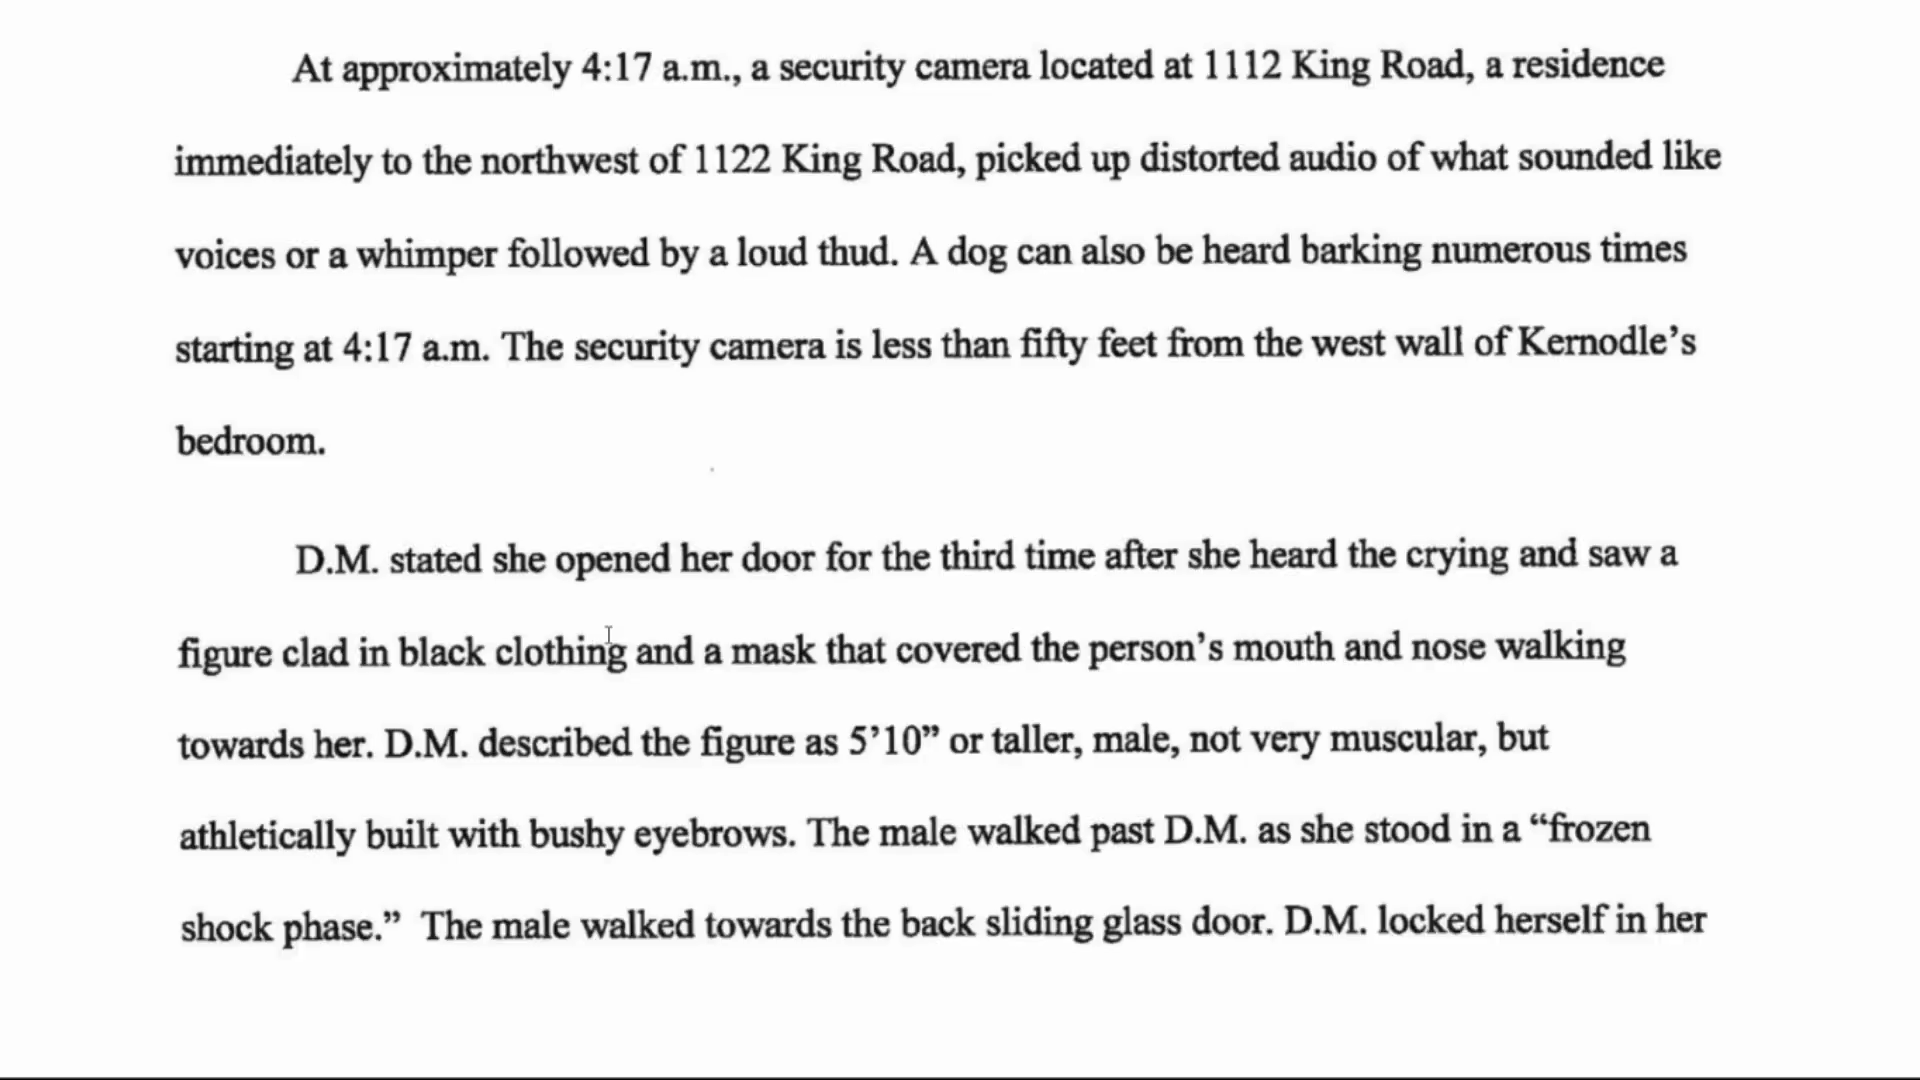 At approximately 4:17 a.m., a security camera located at 1112 King Road, a residence
immediately to the northwest of 1122 King Road, picked up distorted audio of what sounded like
voices or a whimper followed by a loud thud. A dog can also be heard barking numerous times
starting at 4:17 a.m. The security camera is less than fifty feet from the west wall of Kernodle’s
bedroom.
D.M. stated she opened her door for the third time after she heard the crying and saw a
figure clad in black clothing and a mask that covered the person’s mouth and nose walking
towards her. D.M. described the figure as 5’10” or taller, male, not very muscular, but
athletically built with bushy eyebrows. The male walked past D.M. as she stood in a “frozen
shock phase.”  The male walked towards the back sliding glass door. D.M. locked herself in her